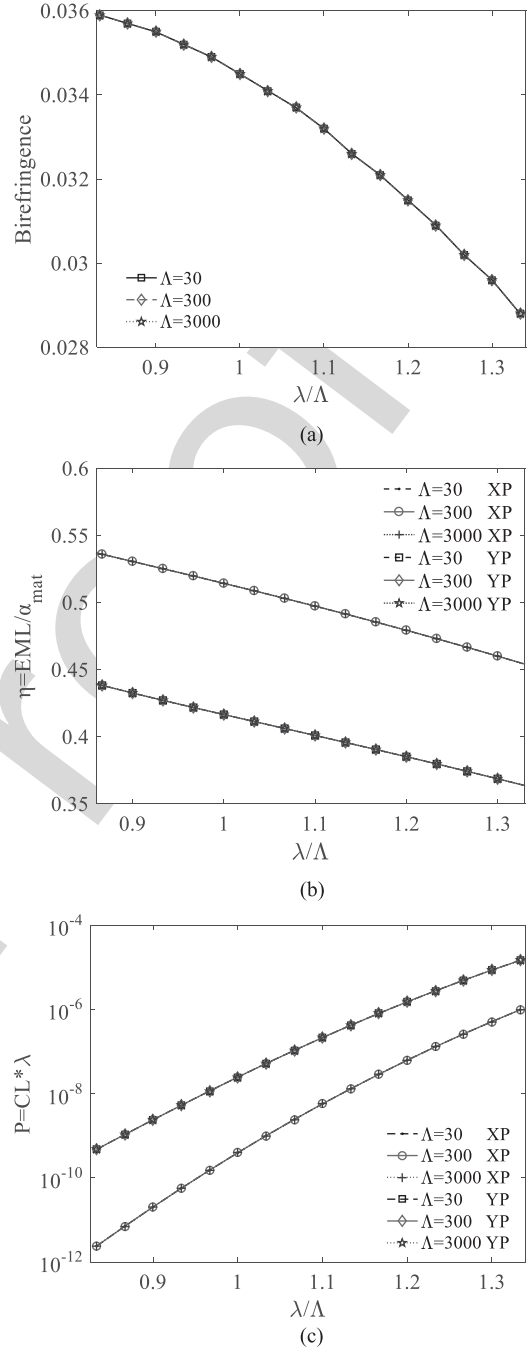 0.036
0.034
0.032
0.03
0.028
Birefringence
Λ=30
Λ=300
Λ=3000
0.9 1 1.1 1.2 1.3
λ/Λ
(a)
0.6
0.55
0.5
0.45
0.4
0.35
η=EML/α_mat
Λ=30 XP
Λ=300 XP
Λ=3000 XP
Λ=30 YP
Λ=300 YP
Λ=3000 YP
0.9 1 1.1 1.2 1.3
λ/Λ
(b)
10^-4
10^-6
10^-8
10^-10
10^-12
P=CL*λ
Λ=30 XP
Λ=300 XP
Λ=3000 XP
Λ=30 YP
Λ=300 YP
Λ=3000 YP
0.9 1 1.1 1.2 1.3
λ/Λ
(c)